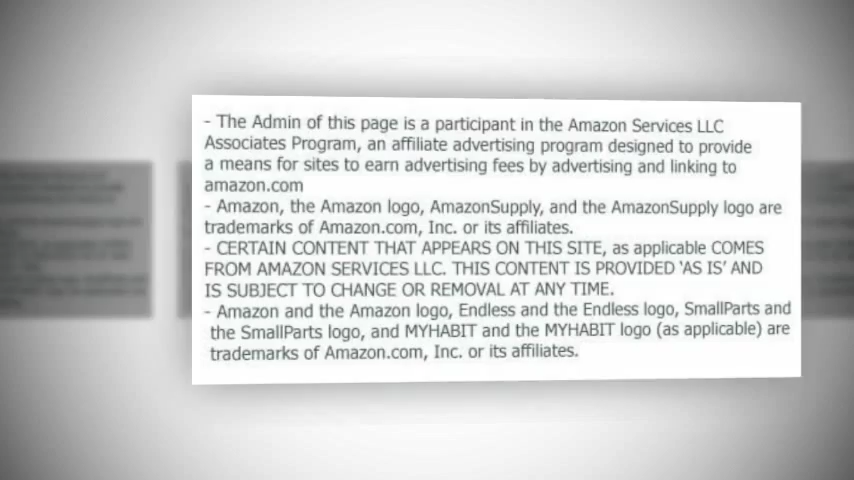 - The Admin of this page is a participant in the Amazon Services LLC
Associates Program, an affiliate advertising program designed to provide
a means for sites to earn advertising fees by advertising and linking to
amazon.com
- Amazon, the Amazon logo, AmazonSupply, and the AmazonSupply logo are
trademarks of Amazon.com, Inc. or its affiliates.
- CERTAIN CONTENT THAT APPEARS ON THIS SITE, as applicable COMES
FROM AMAZON SERVICES LLC. THIS CONTENT IS PROVIDED 'AS IS' AND
IS SUBJECT TO CHANGE OR REMOVAL AT ANY TIME.
- Amazon and the Amazon logo, Endless and the Endless logo, SmallParts and
the SmallParts logo, and MYHABIT and the MYHABIT logo (as applicable) are
trademarks of Amazon.com, Inc. or its affiliates.